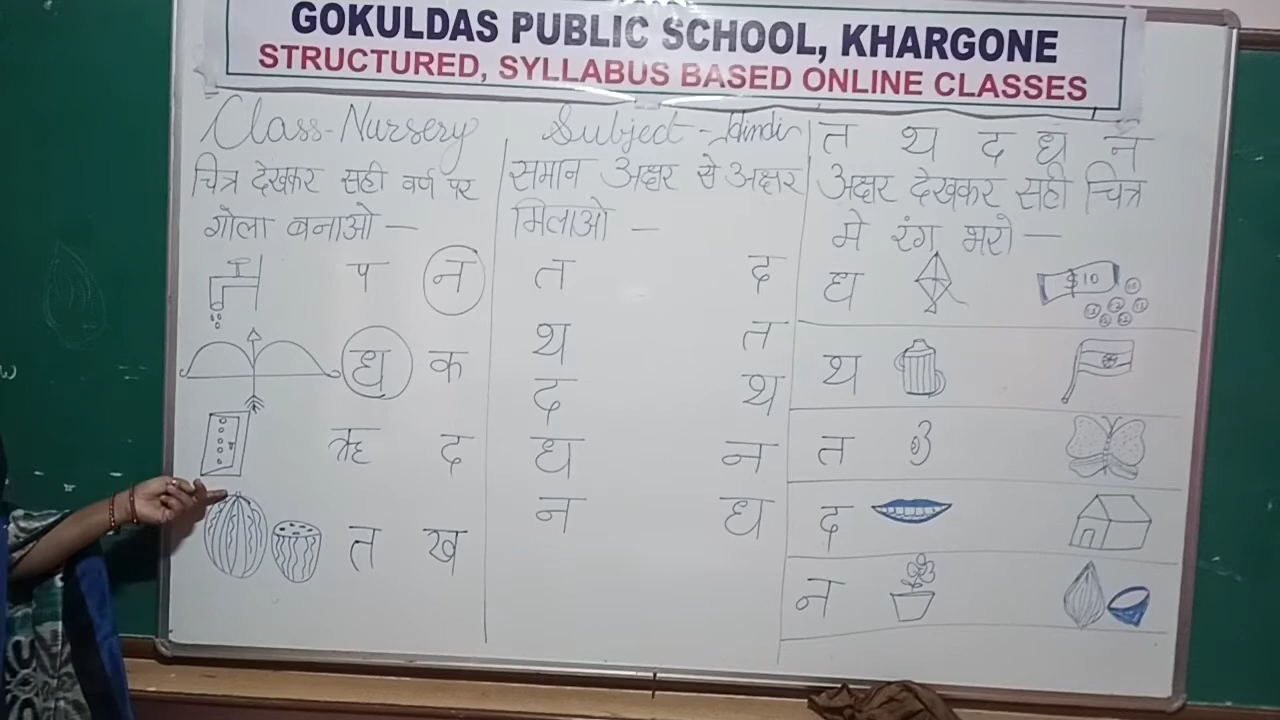 GOKULDAS PUBLIC SCHOOL, KHARGONE
STRUCTURED, SYLLABUS BASED ONLINE CLASSES
Class-Nursery Subject-Hindi
चित्र देखकर सही वर्ण पर
गोला बनाओ —
प न
ध क
ऋ द
त ख
समान अक्षर से अक्षर
मिलाओ —
त द
थ त
द थ
ध न
न ध
त थ द ध न
अक्षर देखकर सही चित्र
मे रंग भरो —
ध $10
थ
त
द
न